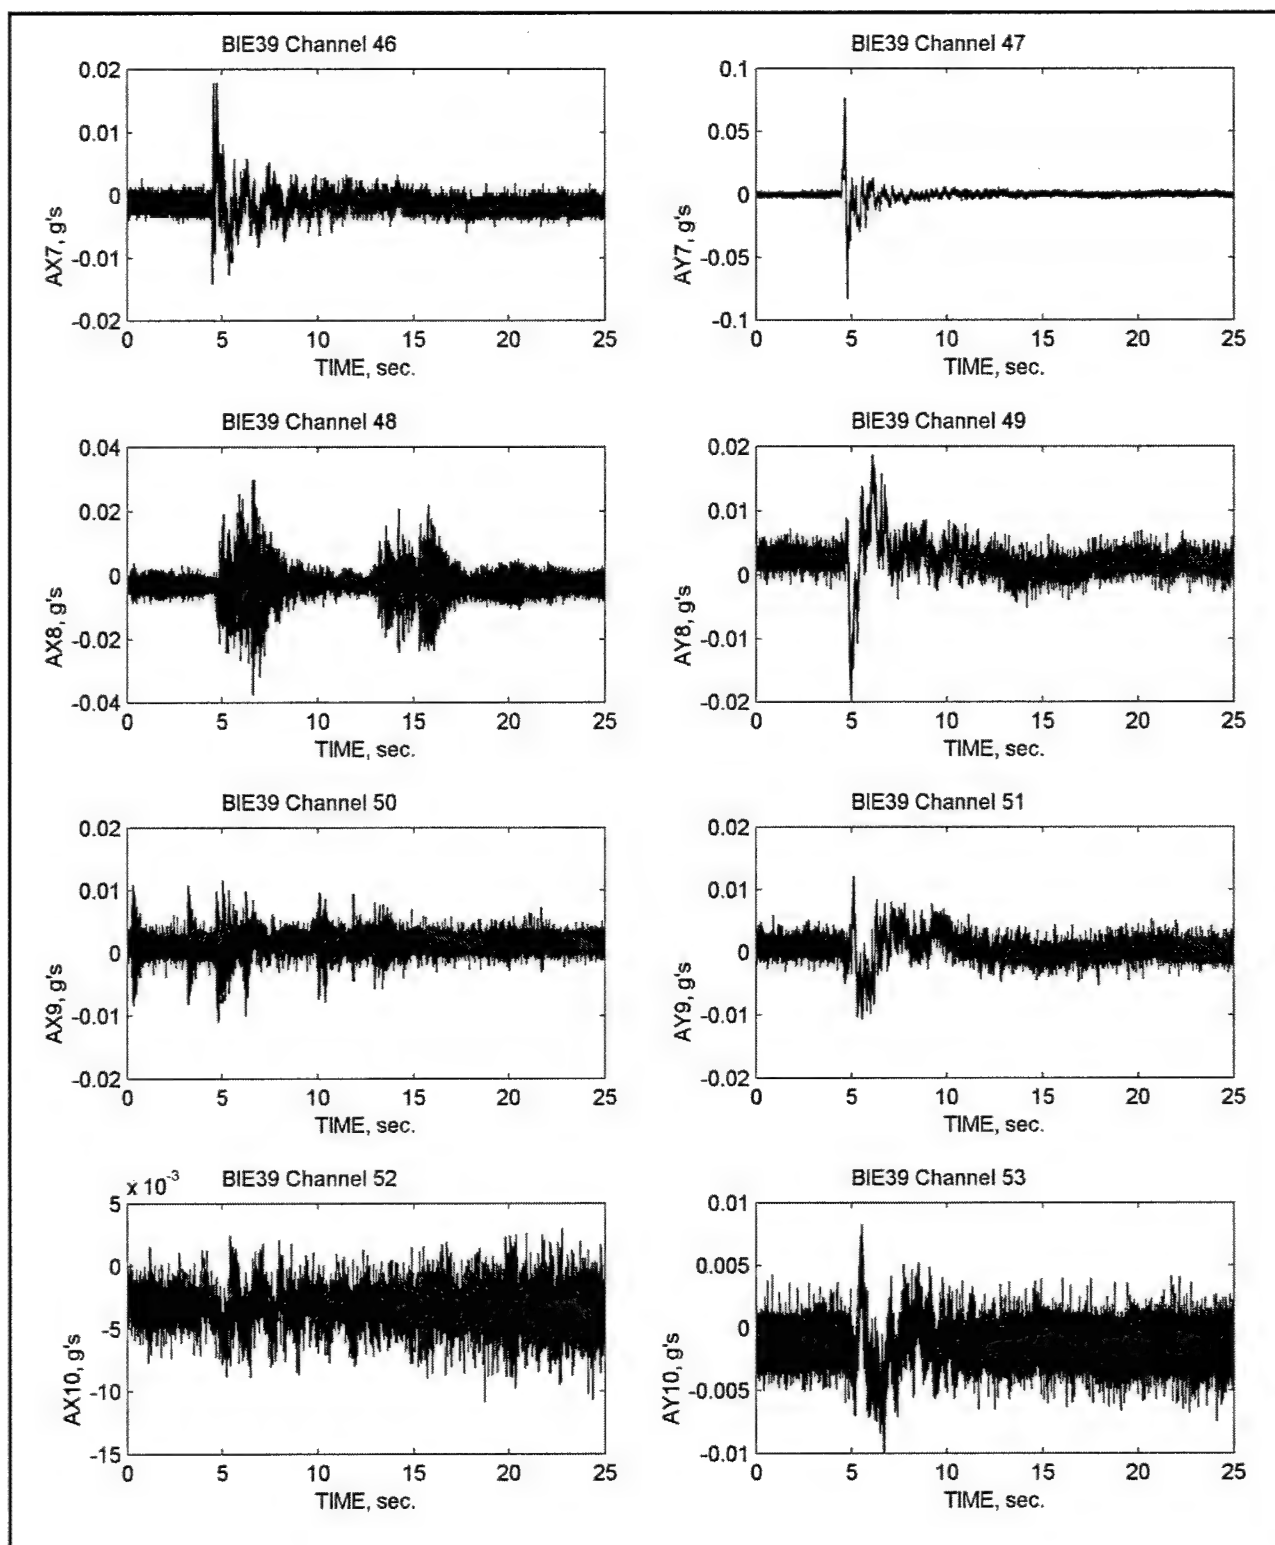 BIE39 Channel 46
0.02
0.01
0
-0.01
-0.02
AX7, g's
0 5 10 15 20 25
TIME, sec.
BIE39 Channel 47
0.1
0.05
0
-0.05
-0.1
AY7, g's
0 5 10 15 20 25
TIME, sec.
BIE39 Channel 48
0.04
0.02
0
-0.02
-0.04
AX8, g's
0 5 10 15 20 25
TIME, sec.
BIE39 Channel 49
0.02
0.01
0
-0.01
-0.02
AY8, g's
0 5 10 15 20 25
TIME, sec.
BIE39 Channel 50
0.02
0.01
0
-0.01
-0.02
AX9, g's
0 5 10 15 20 25
TIME, sec.
BIE39 Channel 51
0.02
0.01
0
-0.01
-0.02
AY9, g's
0 5 10 15 20 25
TIME, sec.
BIE39 Channel 52
x 10-3
5
0
-5
-10
-15
AX10, g's
0 5 10 15 20 25
TIME, sec.
BIE39 Channel 53
0.01
0.005
0
-0.005
-0.01
AY10, g's
0 5 10 15 20 25
TIME, sec.